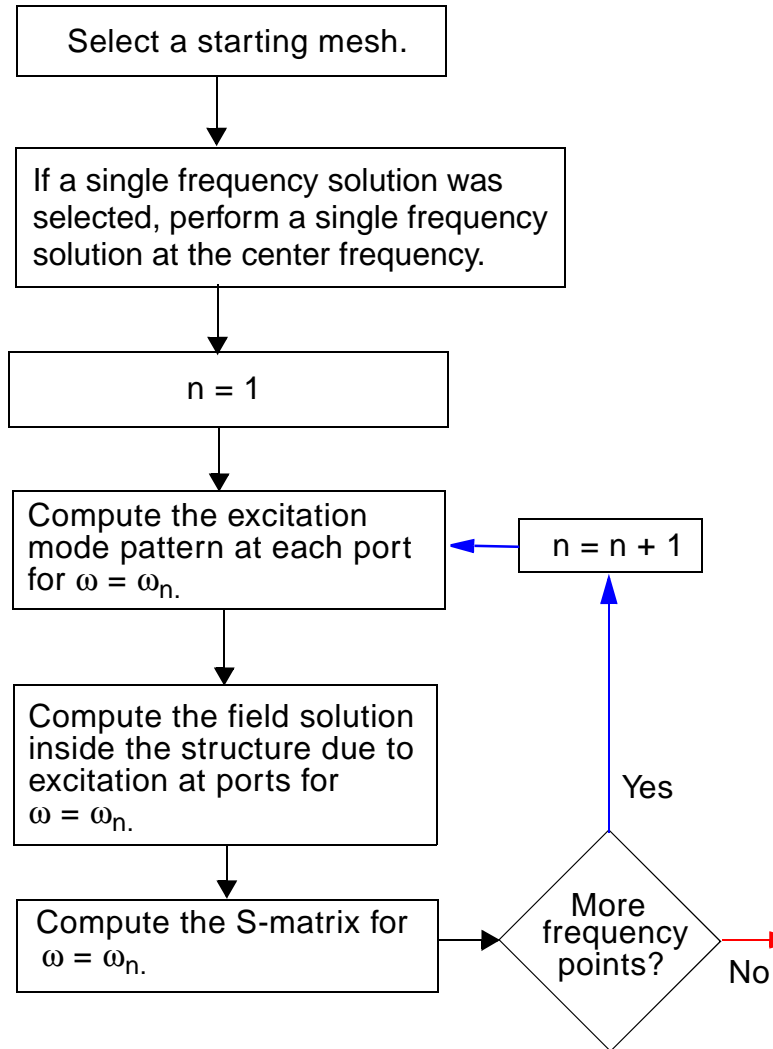 Select a starting mesh.
If a single frequency solution was
selected, perform a single frequency
solution at the center frequency.
n = 1
Compute the excitation
mode pattern at each port
for ω = ωn.
n = n + 1
Compute the field solution
inside the structure due to
excitation at ports for
ω = ωn.
Yes
Compute the S-matrix for
ω = ωn.
More
frequency
points?
No